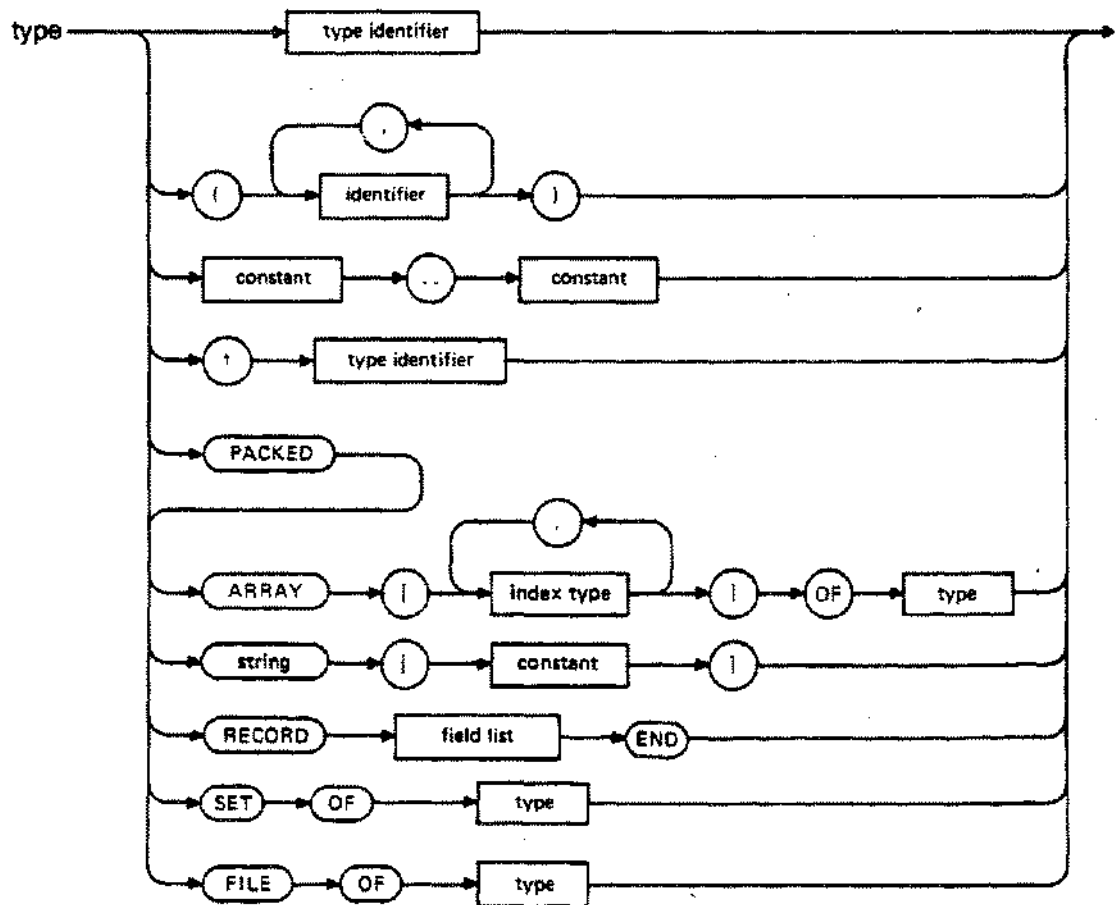 type type identifier
,
( identifier )
constant .. constant
↑ type identifier
PACKED
,
ARRAY [ index type ] OF type
string [ constant ]
RECORD field list END
SET OF type
FILE OF type